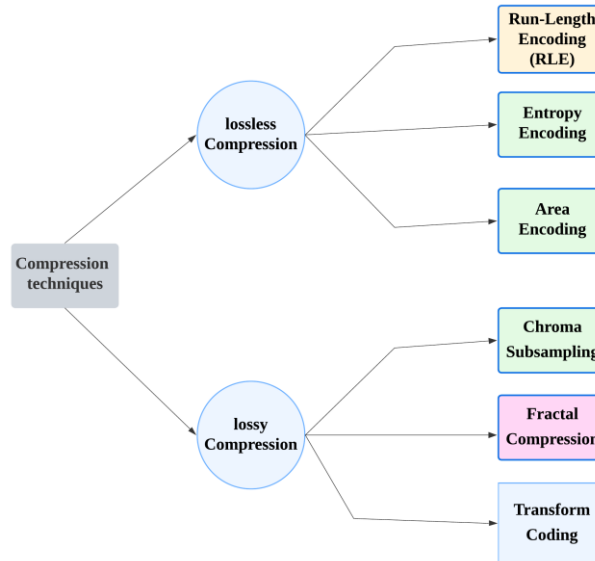 Run-Length
Encoding
(RLE)
lossless
Compression
Entropy
Encoding
Area
Encoding
Compression
techniques
Chroma
Subsampling
lossy
Compression
Fractal
Compression
Transform
Coding